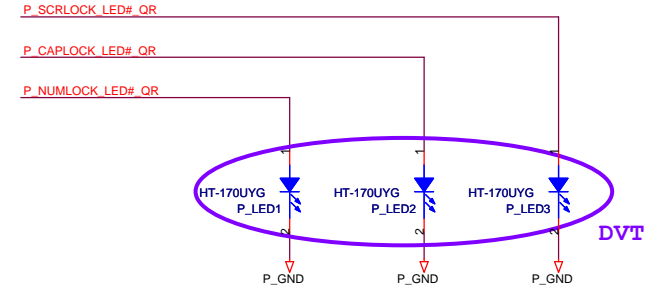 P_SCRLOCK_LED#_QR
P_CAPLOCK_LED#_QR
P_NUMLOCK_LED#_QR
1 1 1
HT-170UYG HT-170UYG HT-170UYG
P_LED1 P_LED2 P_LED3
2 2 2
DVT
P_GND P_GND P_GND